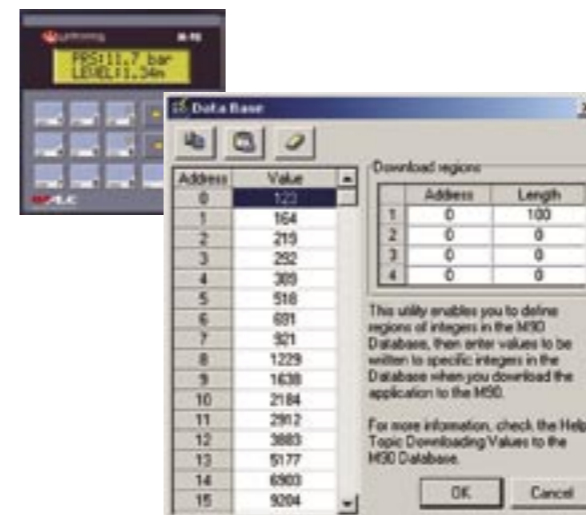 M-90
PRS:11.7 bar
LEVEL:1.34m
PLC
Data Base
Download regions
Address Value
0 123
1 164
2 219
3 292
4 389
5 518
6 691
7 921
8 1229
9 1638
10 2184
11 2912
12 3883
13 5177
14 6903
15 9204
Address Length
1 0 100
2 0 0
3 0 0
4 0 0
This utility enables you to define
regions of integers in the M90
Database, then enter values to be
written to specific integers in the
Database when you download the
application to the M90.
For more information, check the Help
Topic Downloading Values to the
M90 Database.
OK Cancel